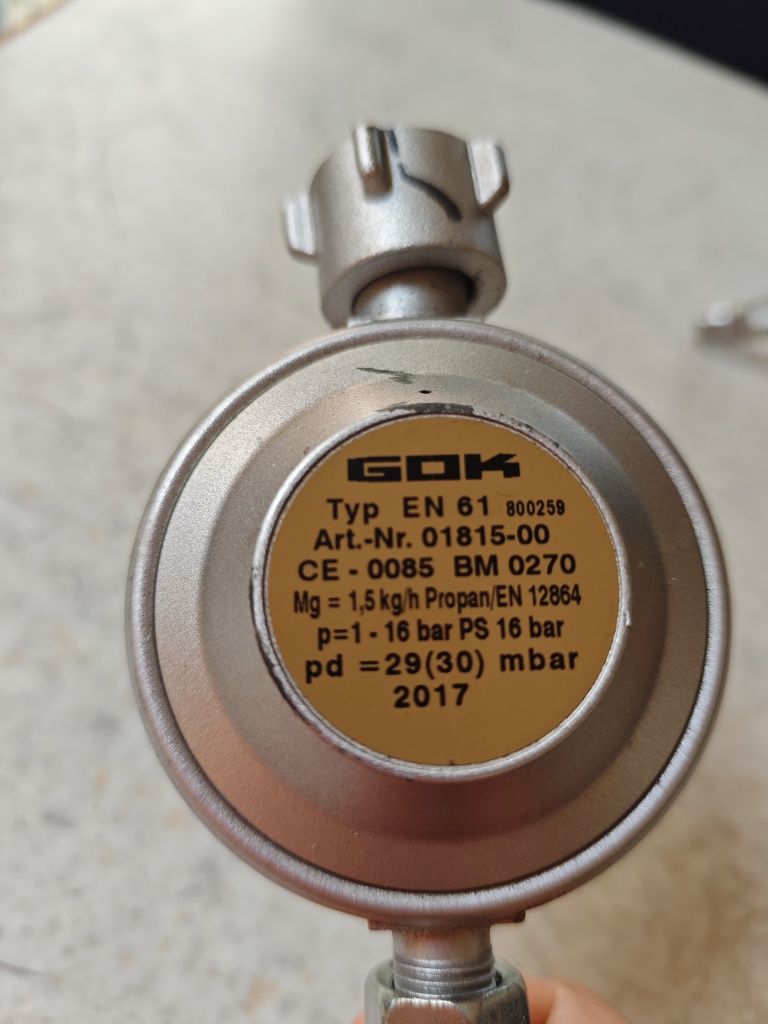 GOK
Typ EN 61 800259
Art.-Nr. 01815-00
CE - 0085 BM 0270
Mg = 1,5 kg/h Propan/EN 12864
p=1 - 16 bar PS 16 bar
pd =29(30) mbar
2017